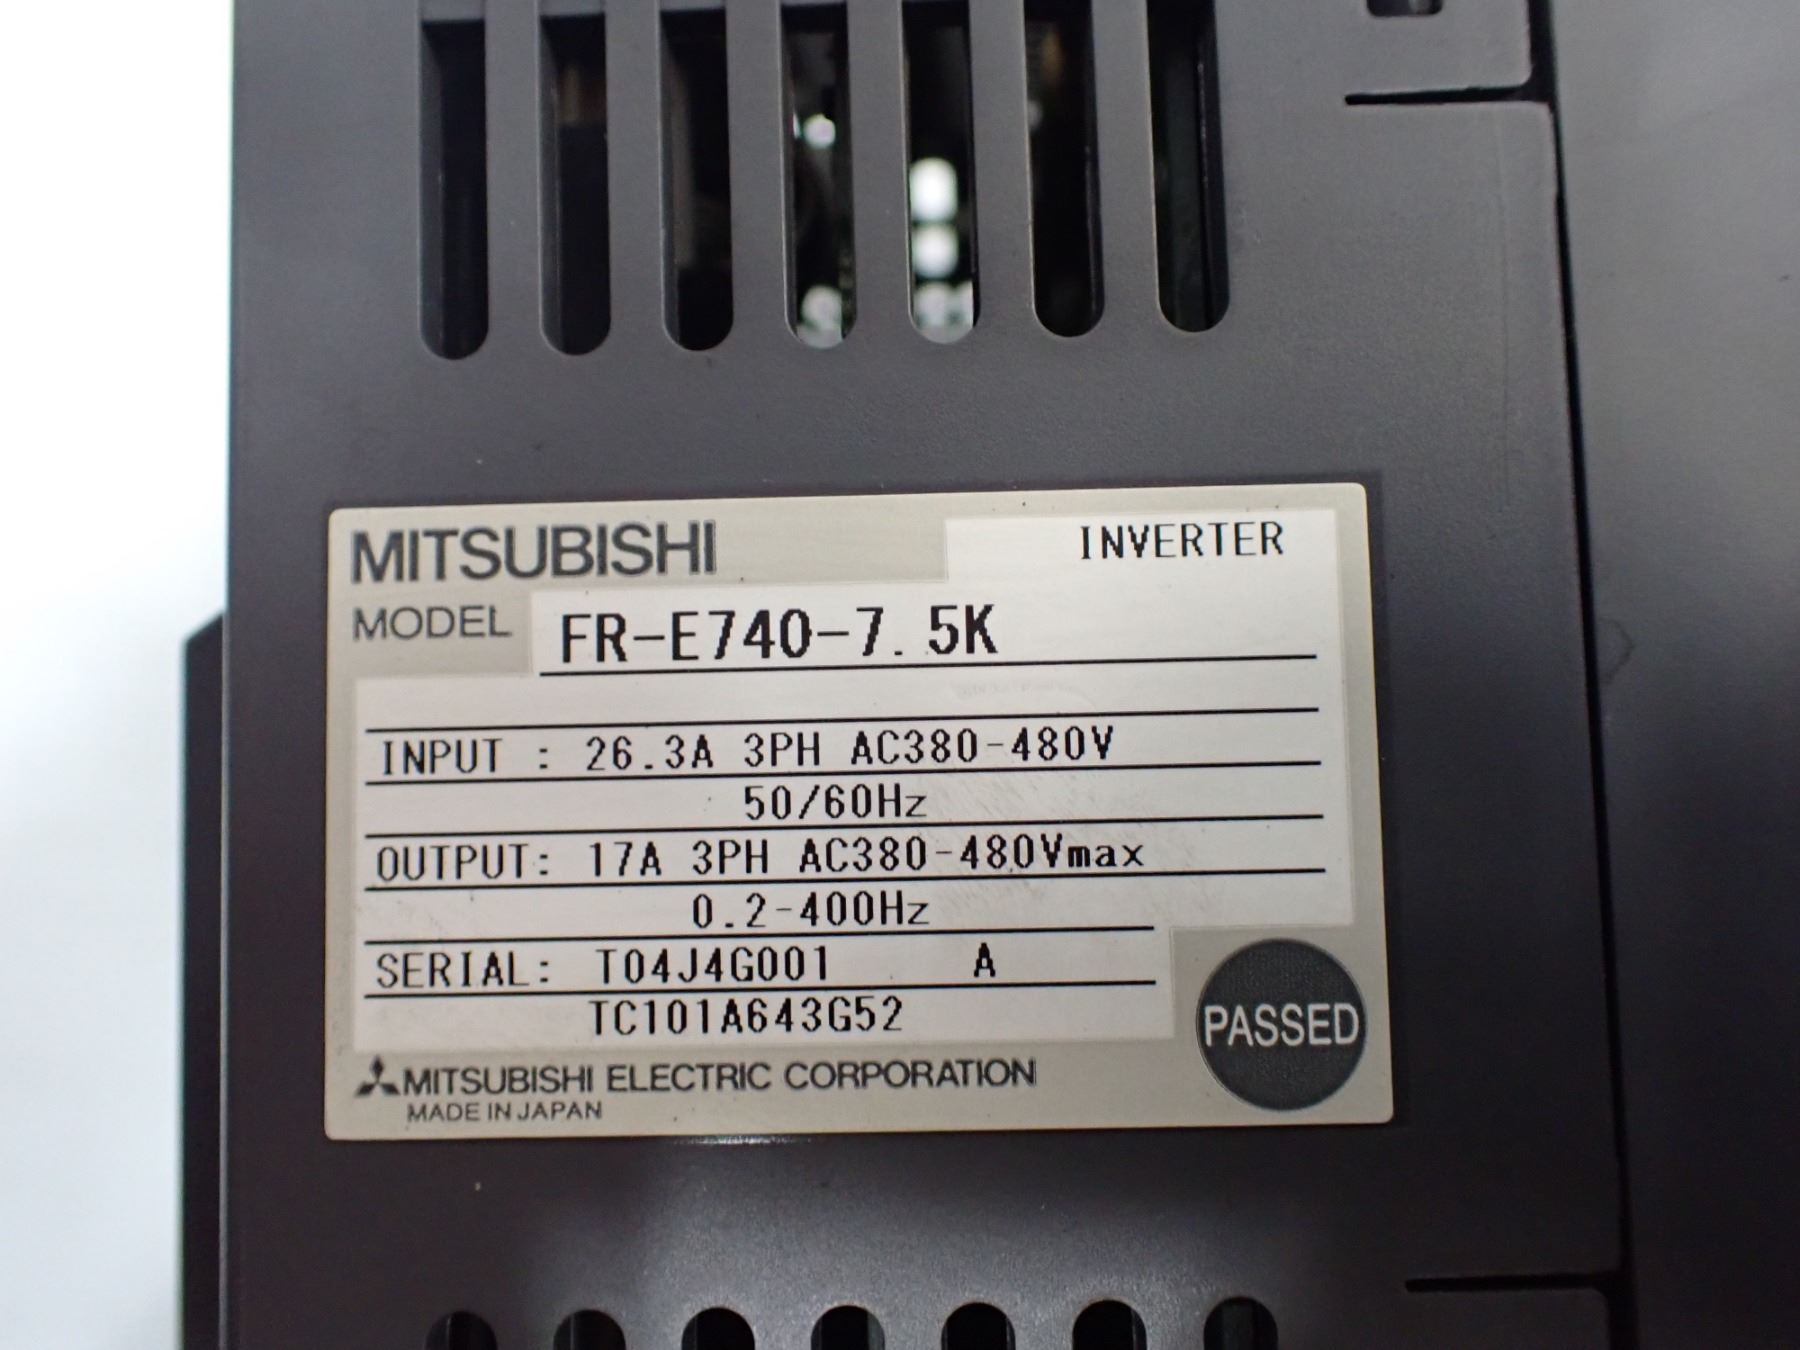 MITSUBISHI
INVERTER
MODEL FR-E740-7.5K
INPUT : 26.3A 3PH AC380-480V
50/60Hz
OUTPUT: 17A 3PH AC380-480Vmax
0.2-400Hz
SERIAL: T04J4G001 A
TC101A643G52
PASSED
MITSUBISHI ELECTRIC CORPORATION
MADE IN JAPAN